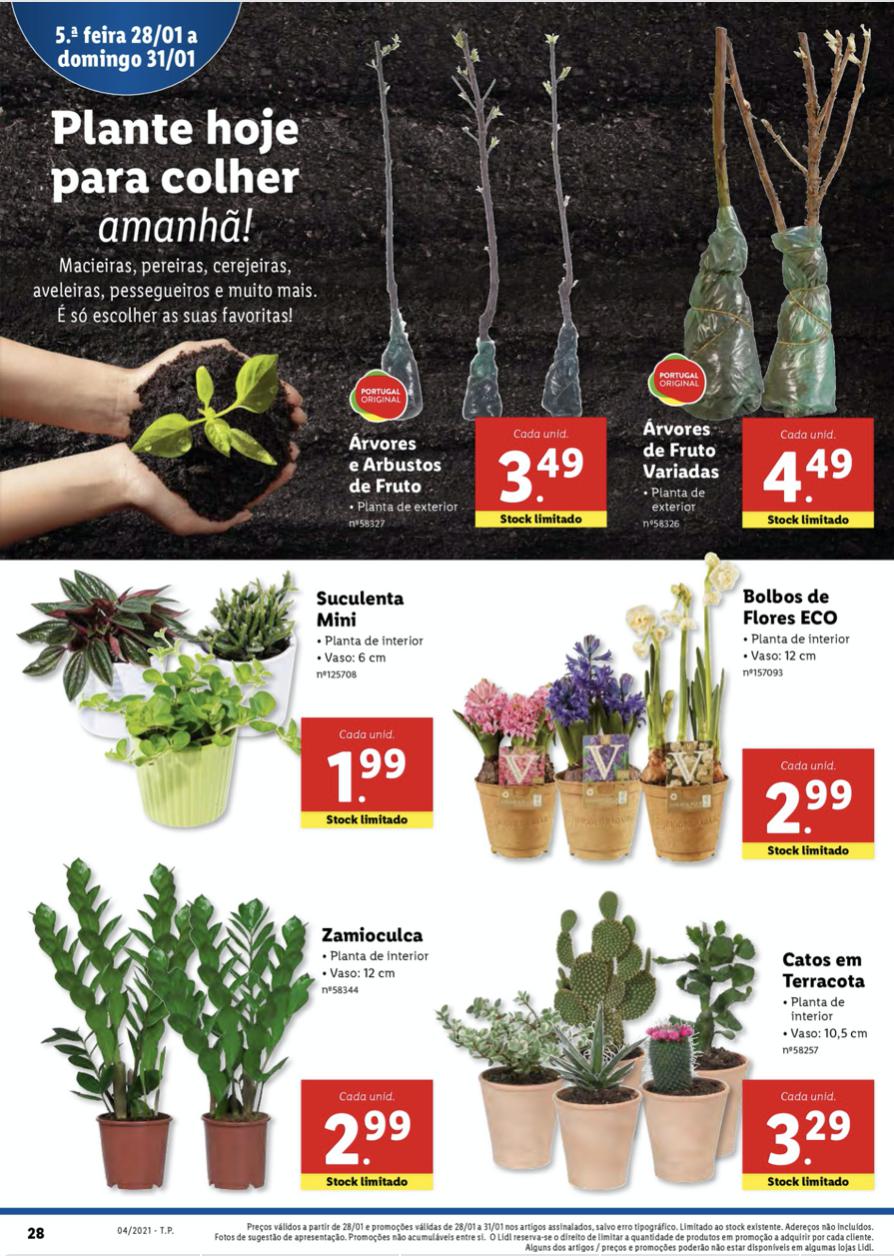 5.ª feira 28/01 a
domingo 31/01
Plante hoje
para colher
amanhã!
Macieiras, pereiras, cerejeiras,
aveleiras, pessegueiros e muito mais.
É só escolher as suas favoritas!
PORTUGAL
ORIGINAL
Árvores
e Arbustos
de Fruto
• Planta de exterior
nº58327
Cada unid.
3.49
Stock limitado
PORTUGAL
ORIGINAL
Árvores
de Fruto
Variadas
• Planta de
exterior
nº58326
Cada unid.
4.49
Stock limitado
Suculenta
Mini
• Planta de interior
• Vaso: 6 cm
nº125708
Cada unid.
1.99
Stock limitado
V
V
V
Bolbos de
Flores ECO
• Planta de interior
• Vaso: 12 cm
nº157093
Cada unid.
2.99
Stock limitado
Zamioculca
• Planta de interior
• Vaso: 12 cm
nº58344
Cada unid.
2.99
Stock limitado
Catos em
Terracota
• Planta de
interior
• Vaso: 10,5 cm
nº58257
Cada unid.
3.29
Stock limitado
28
04/2021 - T.P.
Preços válidos a partir de 28/01 e promoções válidas de 28/01 a 31/01 nos artigos assinalados, salvo erro tipográfico. Limitado ao stock existente. Adereços não incluídos.
Fotos de sugestão de apresentação. Promoções não acumuláveis entre si. O Lidl reserva-se o direito de limitar a quantidade de produtos em promoção a adquirir por cada cliente.
Alguns dos artigos / preços e promoções poderão não estar disponíveis em algumas lojas Lidl.